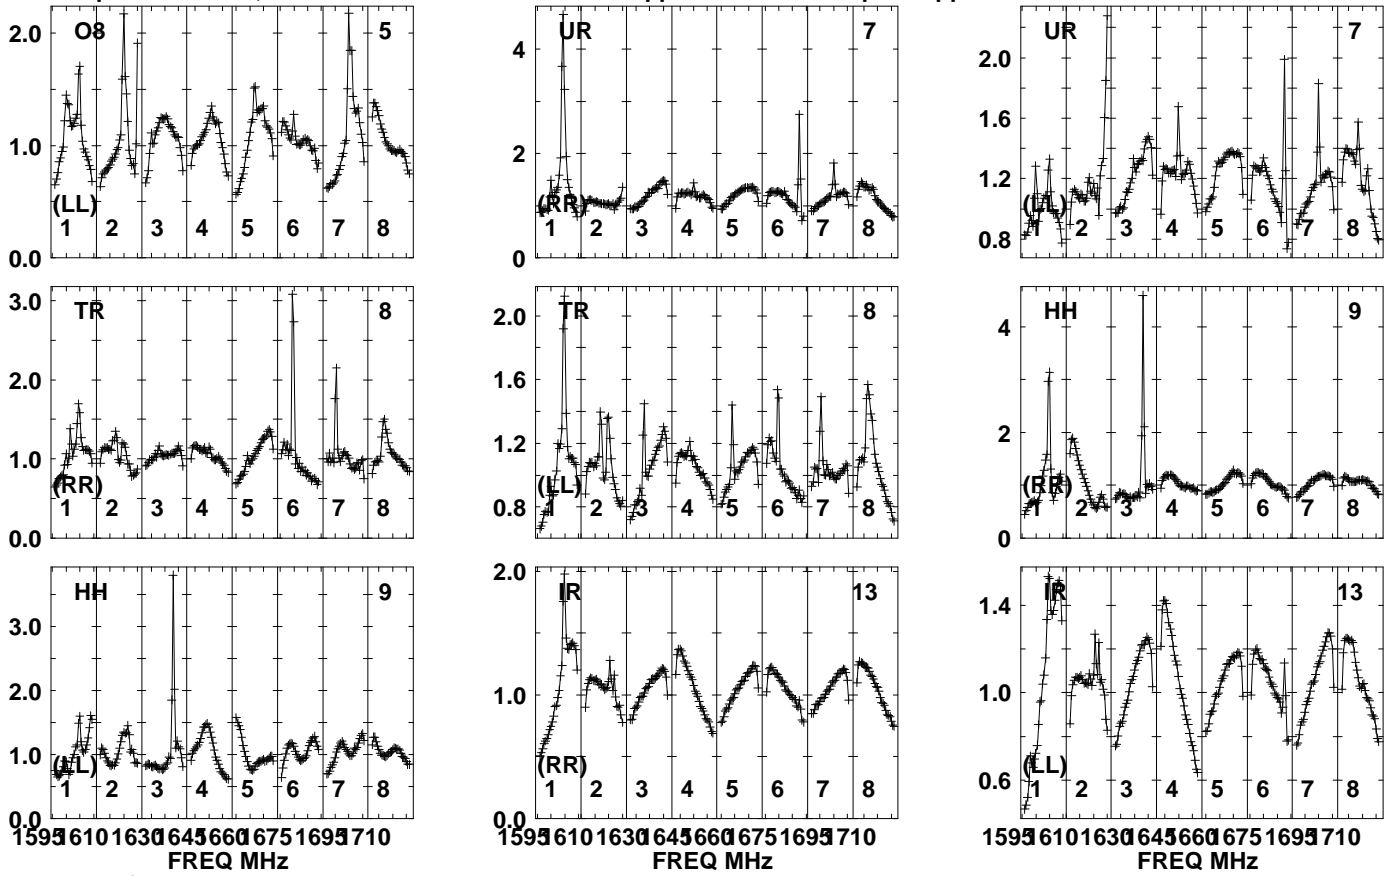 O8 5
2.0
1.0
0.0
(LL)
1 2 3 4 5 6 7 8
UR 7
4
2
0
(RR)
1 2 3 4 5 6 7 8
UR 7
2.0
1.6
1.2
0.8
(LL)
1 2 3 4 5 6 7 8
TR 8
3.0
2.0
1.0
0.0
(RR)
1 2 3 4 5 6 7 8
TR 8
2.0
1.6
1.2
0.8
(LL)
1 2 3 4 5 6 7 8
HH 9
4
2
0
(RR)
1 2 3 4 5 6 7 8
HH 9
3.0
2.0
1.0
0.0
(LL)
1 2 3 4 5 6 7 8
1595 1610 1630 1645 1660 1675 1695 1710
FREQ MHz
IR 13
2.0
1.0
0.0
(RR)
1 2 3 4 5 6 7 8
1595 1610 1630 1645 1660 1675 1695 1710
FREQ MHz
IR 13
1.4
1.0
0.6
(LL)
1 2 3 4 5 6 7 8
1595 1610 1630 1645 1660 1675 1695 1710
FREQ MHz